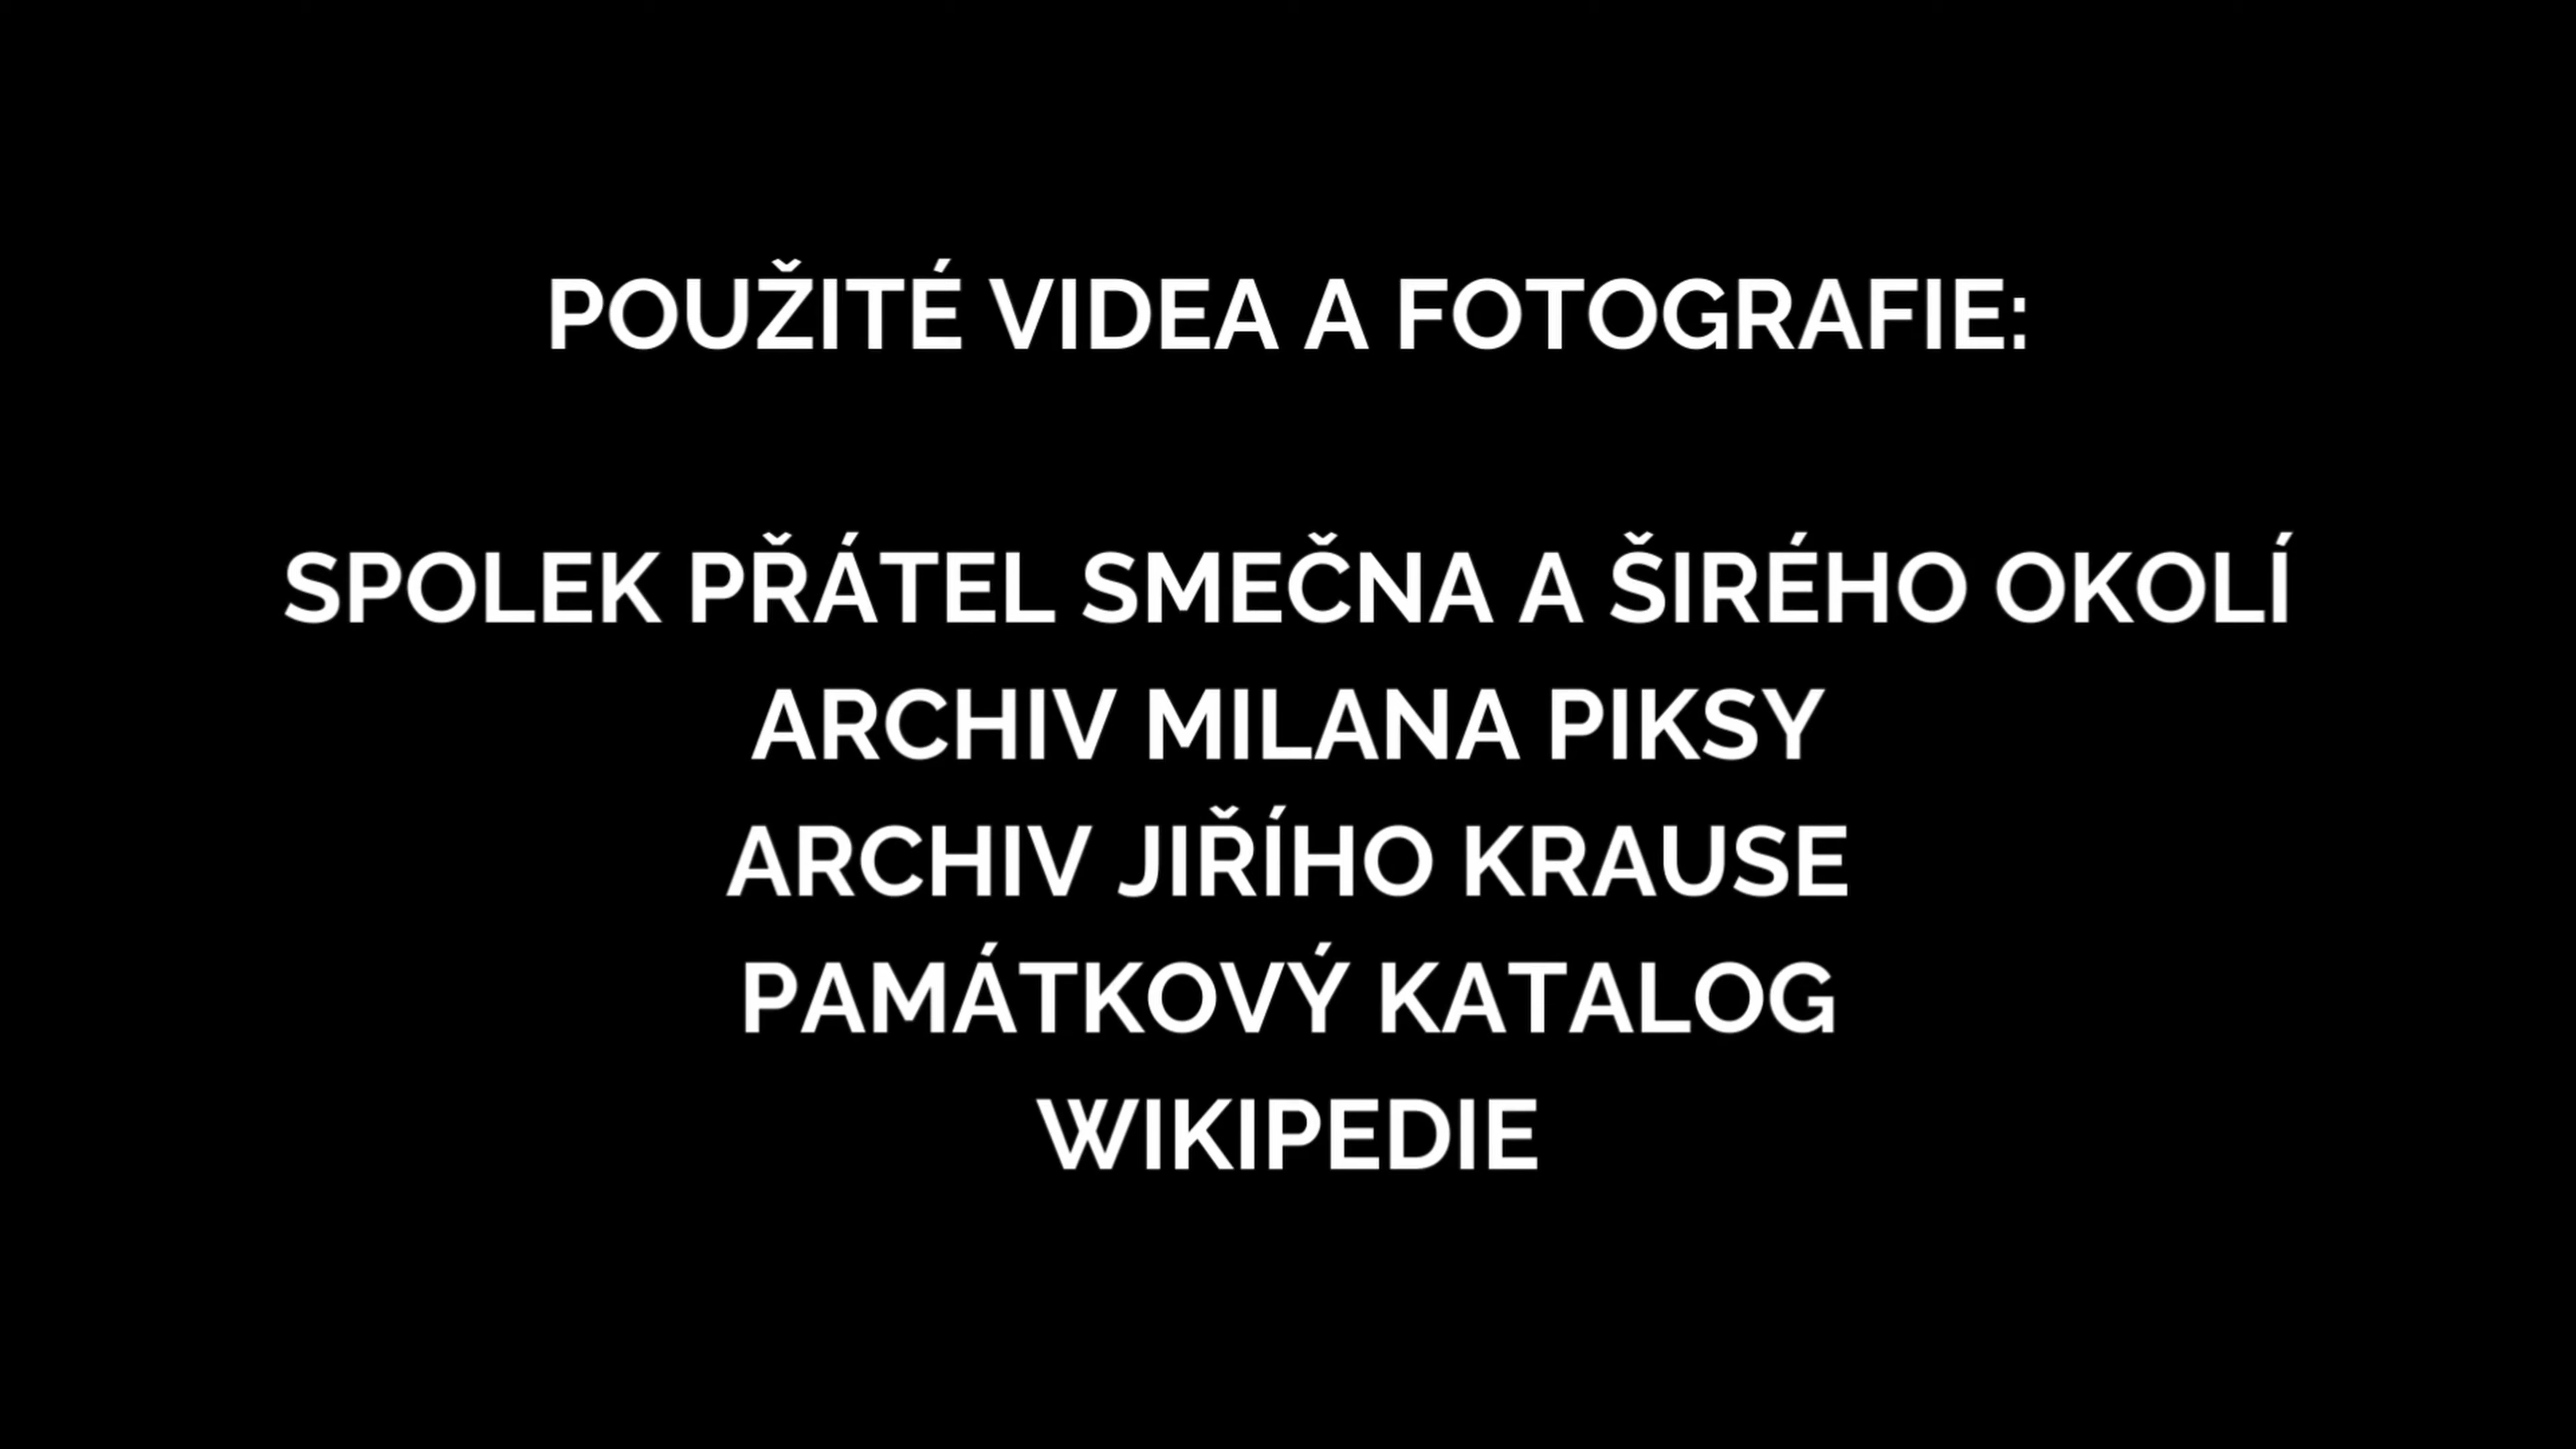 POUŽITÉ VIDEA A FOTOGRAFIE:
SPOLEK PŘÁTEL SMEČNA A ŠIRÉHO OKOLÍ
ARCHIV MILANA PIKSY
ARCHIV JIŘÍHO KRAUSE
PAMÁTKOVÝ KATALOG
WIKIPEDIE